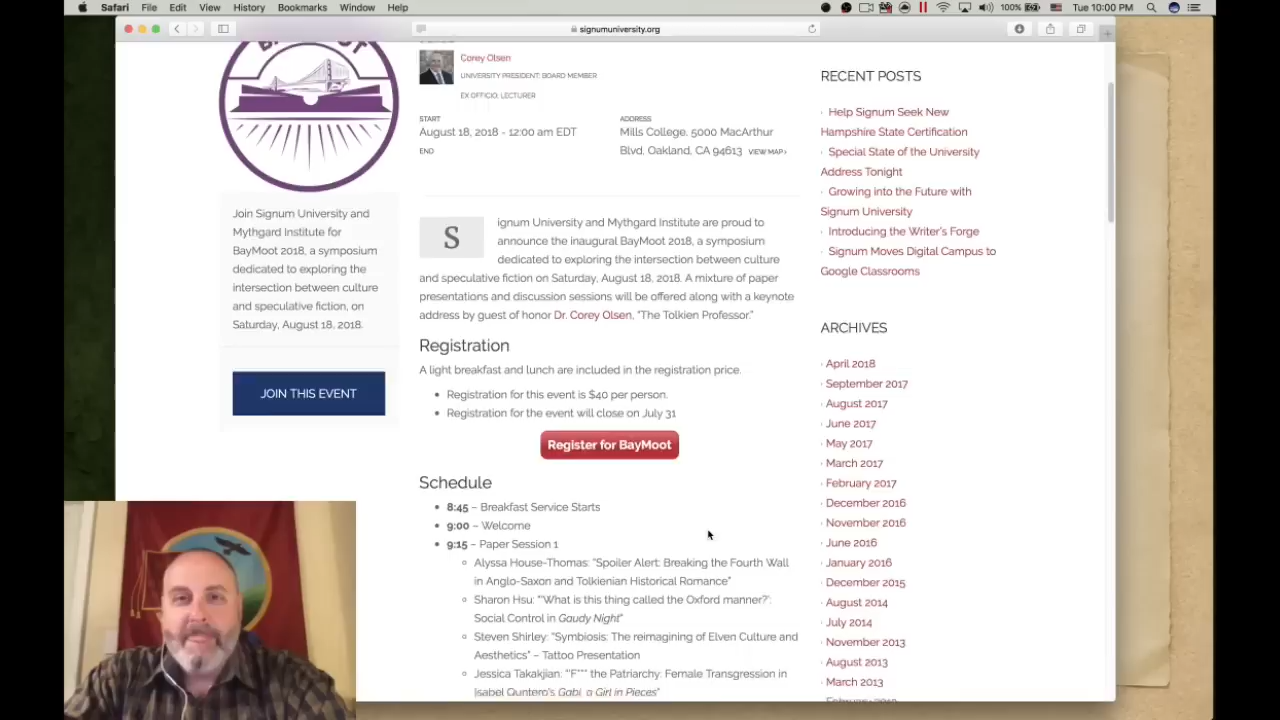 Safari File Edit View History Bookmarks Window Help 100% Tue 10:00 PM
signumuniversity.org
Corey Olsen
UNIVERSITY PRESIDENT; BOARD MEMBER
EX OFFICIO; LECTURER
START
August 18, 2018 - 12:00 am EDT
END
ADDRESS
Mills College, 5000 MacArthur
Blvd, Oakland, CA 94613 VIEW MAP ›
Join Signum University and
Mythgard Institute for
BayMoot 2018, a symposium
dedicated to exploring the
intersection between culture
and speculative fiction, on
Saturday, August 18, 2018.
JOIN THIS EVENT
Signum University and Mythgard Institute are proud to
announce the inaugural BayMoot 2018, a symposium
dedicated to exploring the intersection between
culture and speculative fiction on Saturday, August 18, 2018. A mixture of paper
presentations and discussion sessions will be offered along with a keynote
address by guest of honor Dr. Corey Olsen, "The Tolkien Professor."
Registration
A light breakfast and lunch are included in the registration price.
• Registration for this event is $40 per person.
• Registration for the event will close on July 31
Register for BayMoot
Schedule
• 8:45 – Breakfast Service Starts
• 9:00 – Welcome
• 9:15 – Paper Session 1
Alyssa House-Thomas: "Spoiler Alert: Breaking the Fourth Wall
in Anglo-Saxon and Tolkienian Historical Romance"
Sharon Hsu: "'What is this thing called the Oxford manner?':
Social Control in Gaudy Night"
Steven Shirley: "Symbiosis: The reimagining of Elven Culture and
Aesthetics" – Tattoo Presentation
Jessica Takakjian: "'F*** the Patriarchy: Female Transgression in
Isabel Quintero's Gabi, a Girl in Pieces"
RECENT POSTS
Help Signum Seek New
Hampshire State Certification
Special State of the University
Address Tonight
Growing into the Future with
Signum University
Introducing the Writer's Forge
Signum Moves Digital Campus to
Google Classrooms
ARCHIVES
April 2018
September 2017
August 2017
June 2017
May 2017
March 2017
February 2017
December 2016
November 2016
June 2016
January 2016
December 2015
August 2014
July 2014
November 2013
August 2013
March 2013